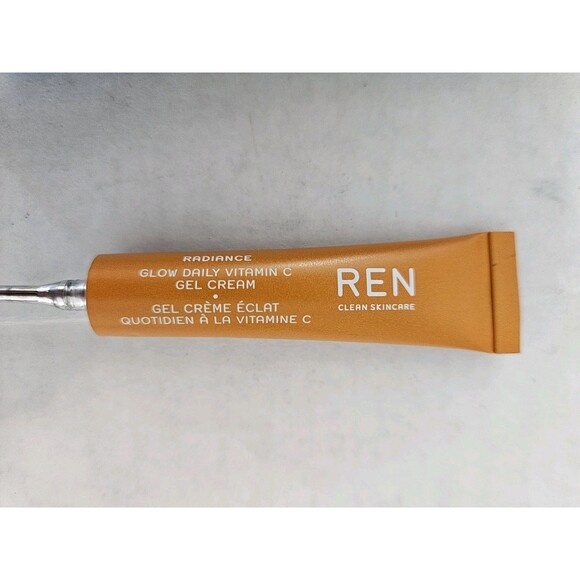 RADIANCE
GLOW DAILY VITAMIN C
GEL CREAM
•
GEL CRÈME ÉCLAT
QUOTIDIEN À LA VITAMINE C
REN
CLEAN SKINCARE